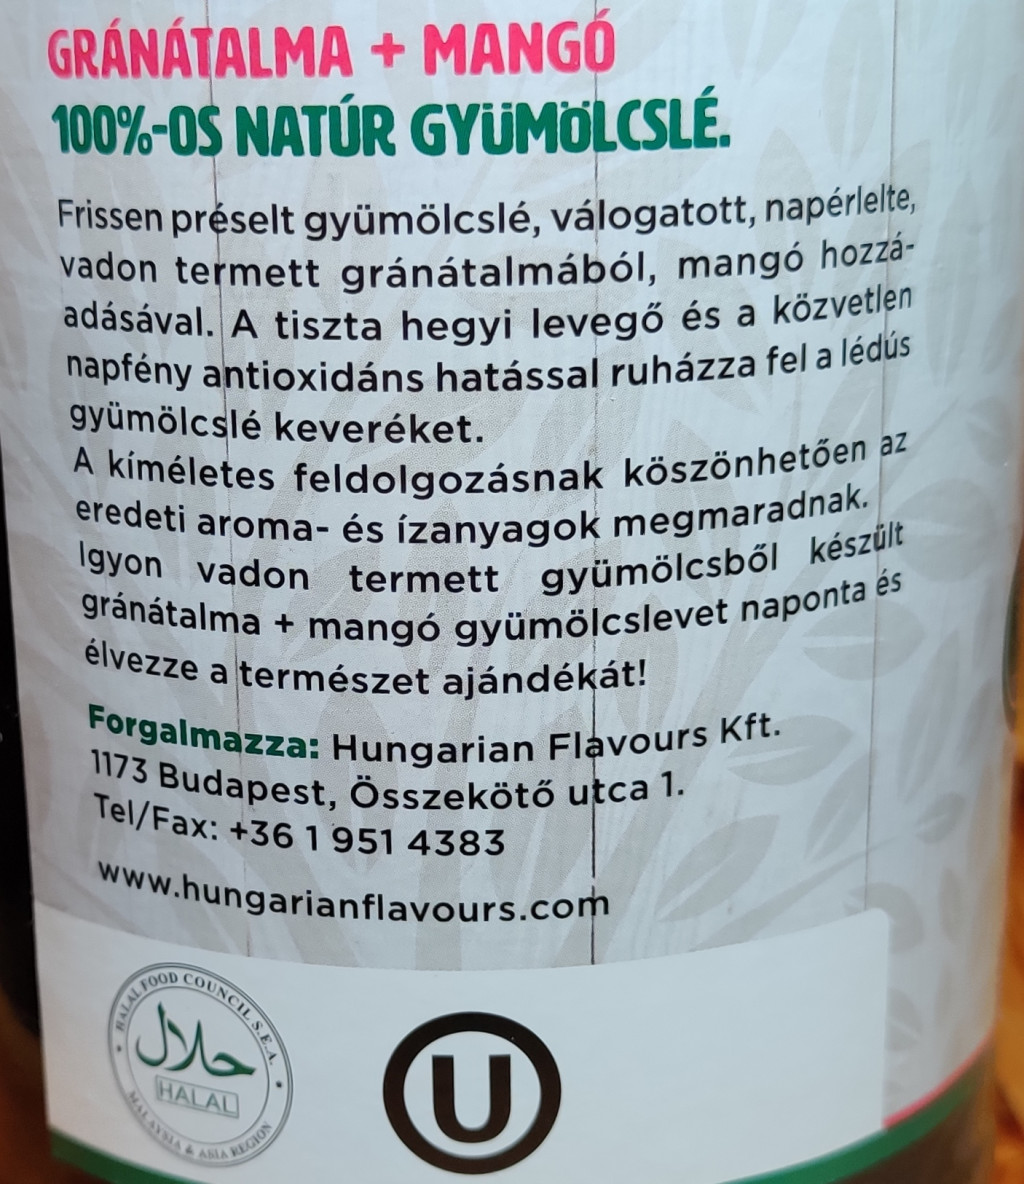 GRÁNÁTALMA + MANGÓ
100%-OS NATÚR GYÜMÖLCSLÉ.
Frissen préselt gyümölcslé, válogatott, napérlelte,
vadon termett gránátalmából, mangó hozzá-
adásával. A tiszta hegyi levegő és a közvetlen
napfény antioxidáns hatással ruházza fel a lédús
gyümölcslé keveréket.
A kíméletes feldolgozásnak köszönhetően az
eredeti aroma- és ízanyagok megmaradnak.
Igyon vadon termett gyümölcsből készült
gránátalma + mangó gyümölcslevet naponta és
élvezze a természet ajándékát!
Forgalmazza: Hungarian Flavours Kft.
1173 Budapest, Összekötő utca 1.
Tel/Fax: +36 1 951 4383
www.hungarianflavours.com
HALAL FOOD COUNCIL S.E.A.
حلال
HALAL
MALAYSIA & ASIA REGION
U